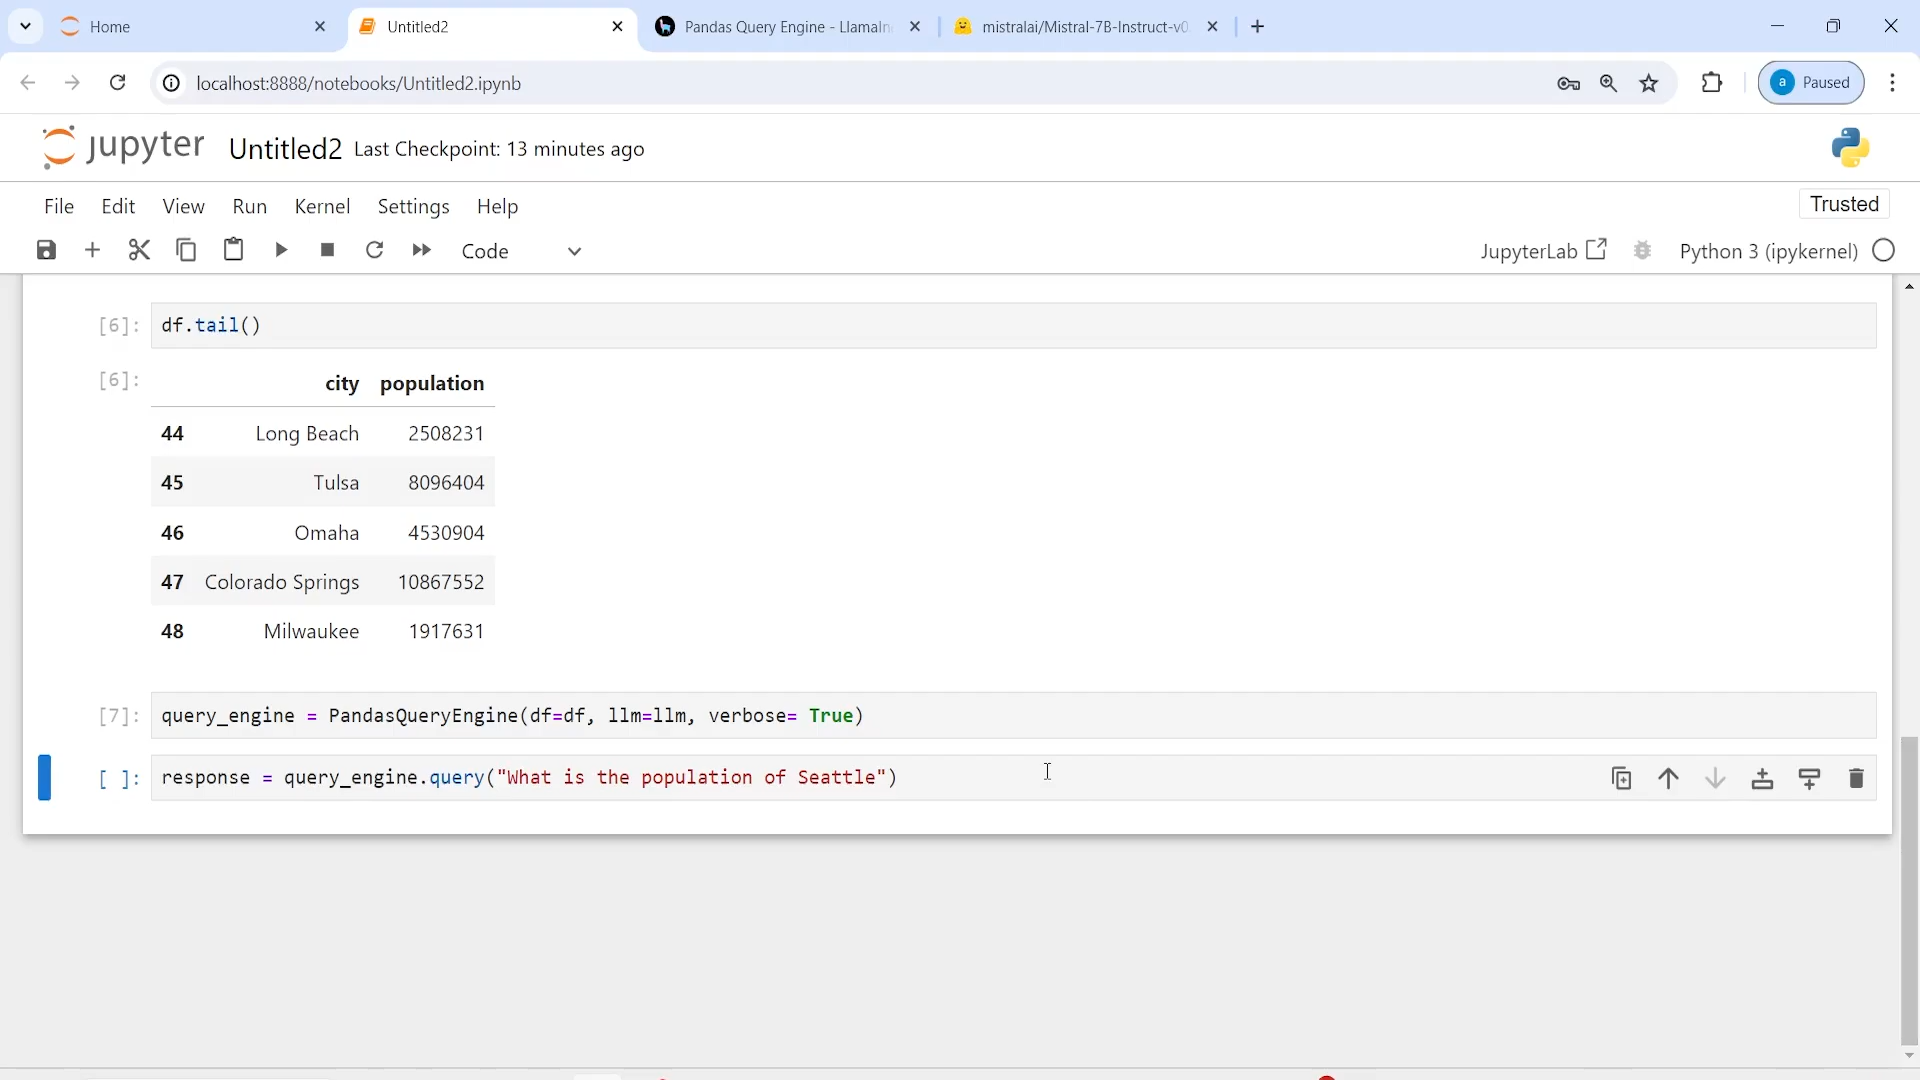 Home
Untitled2
Pandas Query Engine - LlamaIn
mistralai/Mistral-7B-Instruct-v0
localhost:8888/notebooks/Untitled2.ipynb
a Paused
jupyter Untitled2 Last Checkpoint: 13 minutes ago
File Edit View Run Kernel Settings Help
Trusted
Code
JupyterLab
Python 3 (ipykernel)
[6]: df.tail()
[6]: city population
44 Long Beach 2508231
45 Tulsa 8096404
46 Omaha 4530904
47 Colorado Springs 10867552
48 Milwaukee 1917631
[7]: query_engine = PandasQueryEngine(df=df, llm=llm, verbose= True)
[ ]: response = query_engine.query("What is the population of Seattle")